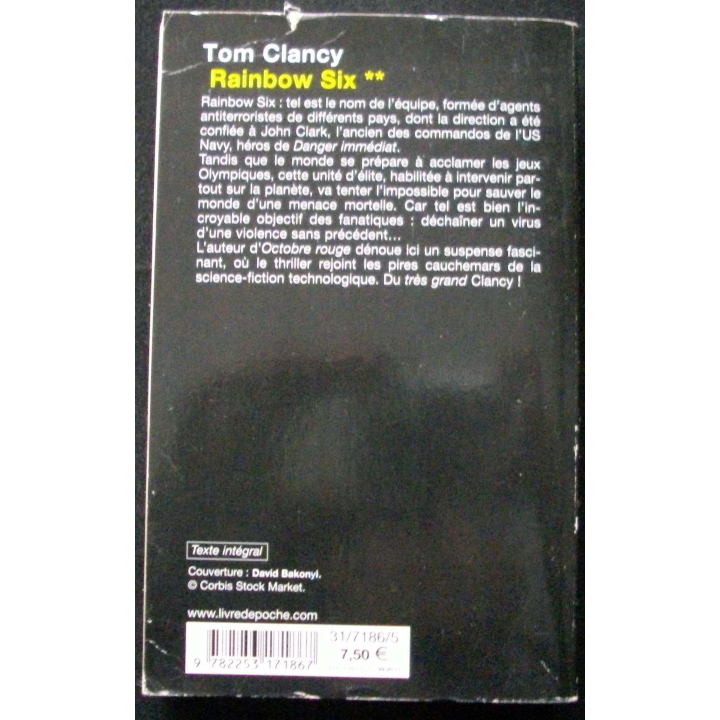 Tom Clancy
Rainbow Six **
Rainbow Six : tel est le nom de l'équipe, formée d'agents
antiterroristes de différents pays, dont la direction a été
confiée à John Clark, l'ancien des commandos de l'US
Navy, héros de Danger immédiat.
Tandis que le monde se prépare à acclamer les jeux
Olympiques, cette unité d'élite, habilitée à intervenir par-
tout sur la planète, va tenter l'impossible pour sauver le
monde d'une menace mortelle. Car tel est bien l'in-
croyable objectif des fanatiques : déchaîner un virus
d'une violence sans précédent...
L'auteur d'Octobre rouge dénoue ici un suspense fasci-
nant, où le thriller rejoint les pires cauchemars de la
science-fiction technologique. Du très grand Clancy !
Texte intégral
Couverture : David Bakonyi.
© Corbis Stock Market.
www.livredepoche.com
31/7186/5
7,50 €
9 782253 171867